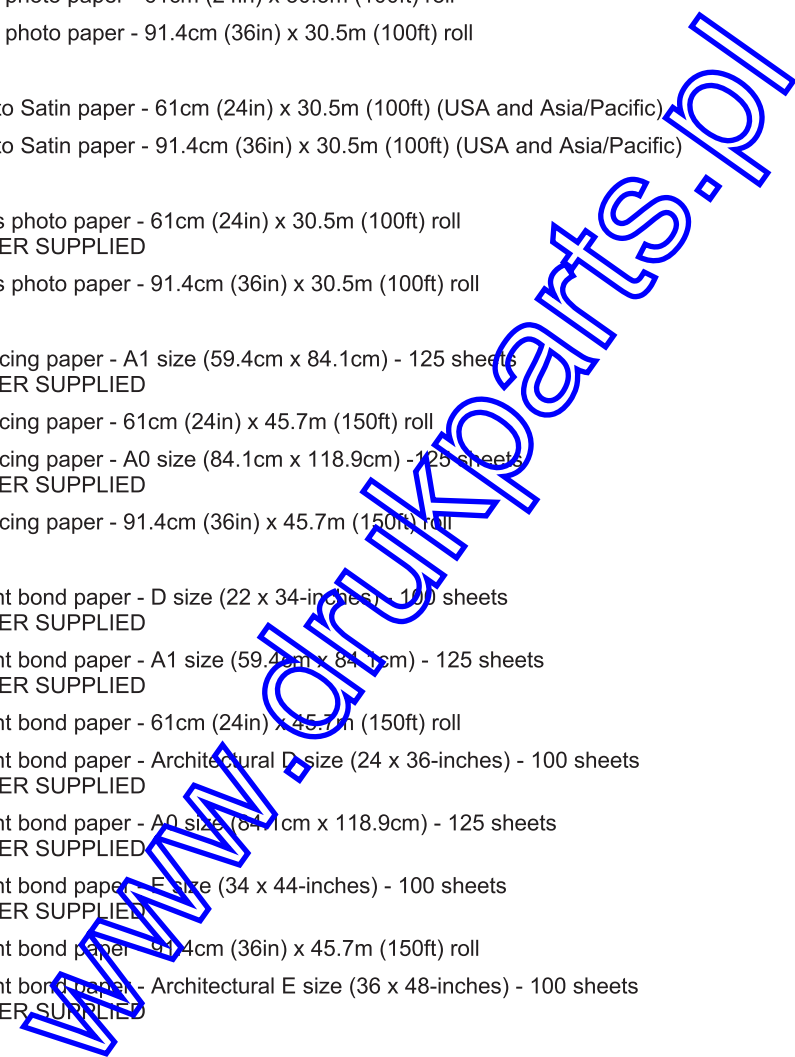 photo paper - 91.4cm (36in) x 30.5m (100ft) roll
to Satin paper - 61cm (24in) x 30.5m (100ft) (USA and Asia/Pacific)
to Satin paper - 91.4cm (36in) x 30.5m (100ft) (USA and Asia/Pacific)
s photo paper - 61cm (24in) x 30.5m (100ft) roll
ER SUPPLIED
s photo paper - 91.4cm (36in) x 30.5m (100ft) roll
cing paper - A1 size (59.4cm x 84.1cm) - 125 sheets
ER SUPPLIED
cing paper - 61cm (24in) x 45.7m (150ft) roll
cing paper - A0 size (84.1cm x 118.9cm) -125 sheets
ER SUPPLIED
cing paper - 91.4cm (36in) x 45.7m (150ft) roll
nt bond paper - D size (22 x 34-inches) - 100 sheets
ER SUPPLIED
nt bond paper - A1 size (59.4cm x 84.1cm) - 125 sheets
ER SUPPLIED
nt bond paper - 61cm (24in) x 45.7m (150ft) roll
nt bond paper - Architectural D size (24 x 36-inches) - 100 sheets
ER SUPPLIED
nt bond paper - A0 size (84.1cm x 118.9cm) - 125 sheets
ER SUPPLIED
nt bond paper - E size (34 x 44-inches) - 100 sheets
ER SUPPLIED
nt bond paper - 91.4cm (36in) x 45.7m (150ft) roll
nt bond paper - Architectural E size (36 x 48-inches) - 100 sheets
ER SUPPLIED
www.drukparts.pl